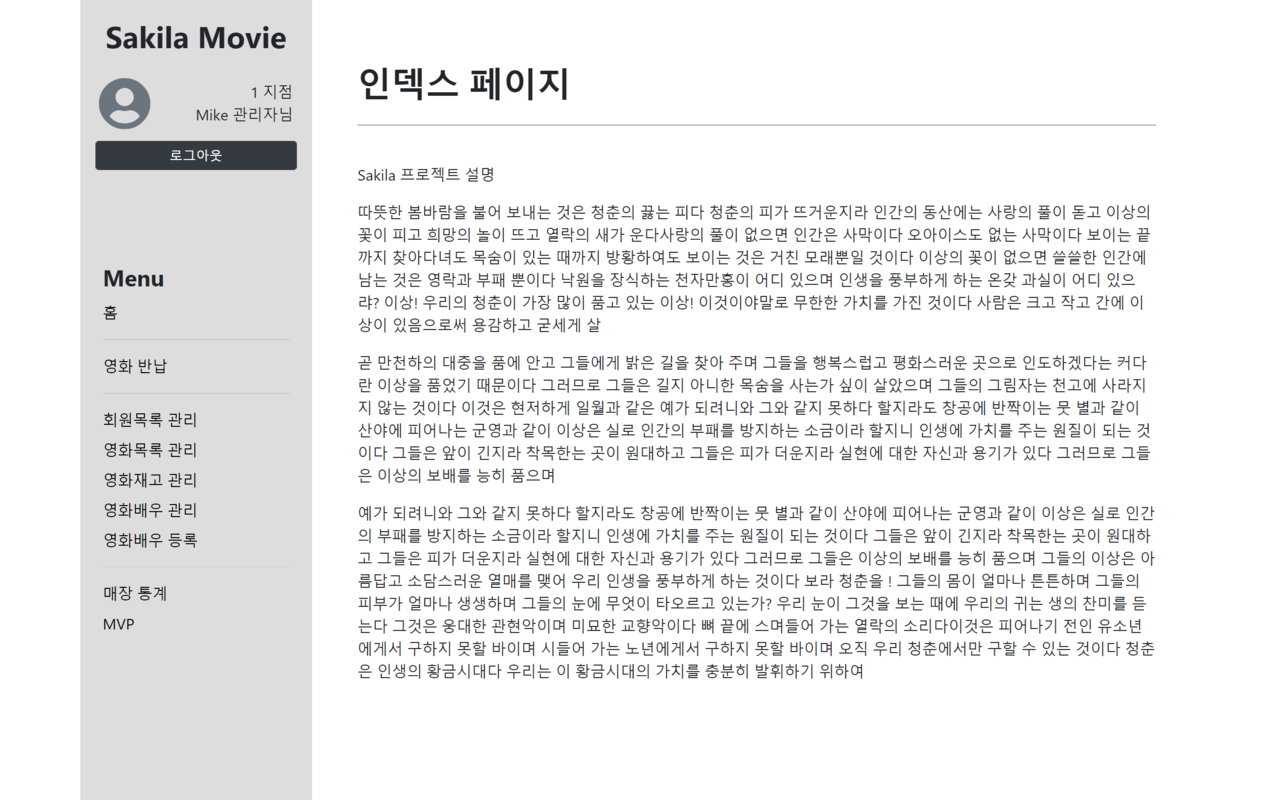 Sakila Movie
1 지점
Mike 관리자님
로그아웃
Menu
홈
영화 반납
회원목록 관리
영화목록 관리
영화재고 관리
영화배우 관리
영화배우 등록
매장 통계
MVP
인덱스 페이지
Sakila 프로젝트 설명
따뜻한 봄바람을 불어 보내는 것은 청춘의 끓는 피다 청춘의 피가 뜨거운지라 인간의 동산에는 사랑의 풀이 돋고 이상의
꽃이 피고 희망의 놀이 뜨고 열락의 새가 운다사랑의 풀이 없으면 인간은 사막이다 오아이스도 없는 사막이다 보이는 끝
까지 찾아다녀도 목숨이 있는 때까지 방황하여도 보이는 것은 거친 모래뿐일 것이다 이상의 꽃이 없으면 쓸쓸한 인간에
남는 것은 영락과 부패 뿐이다 낙원을 장식하는 천자만홍이 어디 있으며 인생을 풍부하게 하는 온갖 과실이 어디 있으
랴? 이상! 우리의 청춘이 가장 많이 품고 있는 이상! 이것이야말로 무한한 가치를 가진 것이다 사람은 크고 작고 간에 이
상이 있음으로써 용감하고 굳세게 살
곧 만천하의 대중을 품에 안고 그들에게 밝은 길을 찾아 주며 그들을 행복스럽고 평화스러운 곳으로 인도하겠다는 커다
란 이상을 품었기 때문이다 그러므로 그들은 길지 아니한 목숨을 사는가 싶이 살았으며 그들의 그림자는 천고에 사라지
지 않는 것이다 이것은 현저하게 일월과 같은 예가 되려니와 그와 같지 못하다 할지라도 창공에 반짝이는 뭇 별과 같이
산야에 피어나는 군영과 같이 이상은 실로 인간의 부패를 방지하는 소금이라 할지니 인생에 가치를 주는 원질이 되는 것
이다 그들은 앞이 긴지라 착목한는 곳이 원대하고 그들은 피가 더운지라 실현에 대한 자신과 용기가 있다 그러므로 그들
은 이상의 보배를 능히 품으며
예가 되려니와 그와 같지 못하다 할지라도 창공에 반짝이는 뭇 별과 같이 산야에 피어나는 군영과 같이 이상은 실로 인간
의 부패를 방지하는 소금이라 할지니 인생에 가치를 주는 원질이 되는 것이다 그들은 앞이 긴지라 착목한는 곳이 원대하
고 그들은 피가 더운지라 실현에 대한 자신과 용기가 있다 그러므로 그들은 이상의 보배를 능히 품으며 그들의 이상은 아
름답고 소담스러운 열매를 맺어 우리 인생을 풍부하게 하는 것이다 보라 청춘을 ! 그들의 몸이 얼마나 튼튼하며 그들의
피부가 얼마나 생생하며 그들의 눈에 무엇이 타오르고 있는가? 우리 눈이 그것을 보는 때에 우리의 귀는 생의 찬미를 듣
는다 그것은 웅대한 관현악이며 미묘한 교향악이다 뼈 끝에 스며들어 가는 열락의 소리다이것은 피어나기 전인 유소년
에게서 구하지 못할 바이며 시들어 가는 노년에게서 구하지 못할 바이며 오직 우리 청춘에서만 구할 수 있는 것이다 청춘
은 인생의 황금시대다 우리는 이 황금시대의 가치를 충분히 발휘하기 위하여